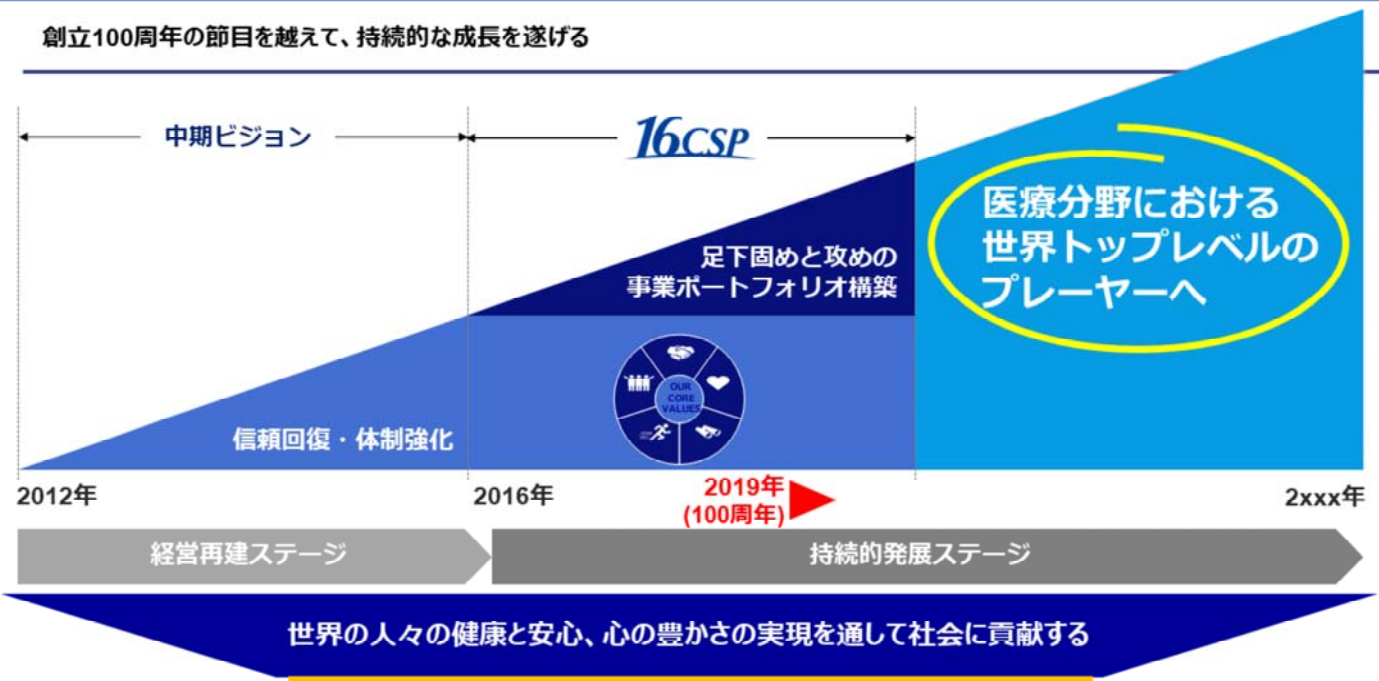 創立100周年の節目を越えて、持続的な成長を遂げる
中期ビジョン
16CSP
足下固めと攻めの
事業ポートフォリオ構築
医療分野における
世界トップレベルの
プレーヤーへ
OUR
CORE
VALUES
信頼回復・体制強化
2012年
2016年
2019年
(100周年)
2xxx年
経営再建ステージ
持続的発展ステージ
世界の人々の健康と安心、心の豊かさの実現を通して社会に貢献する